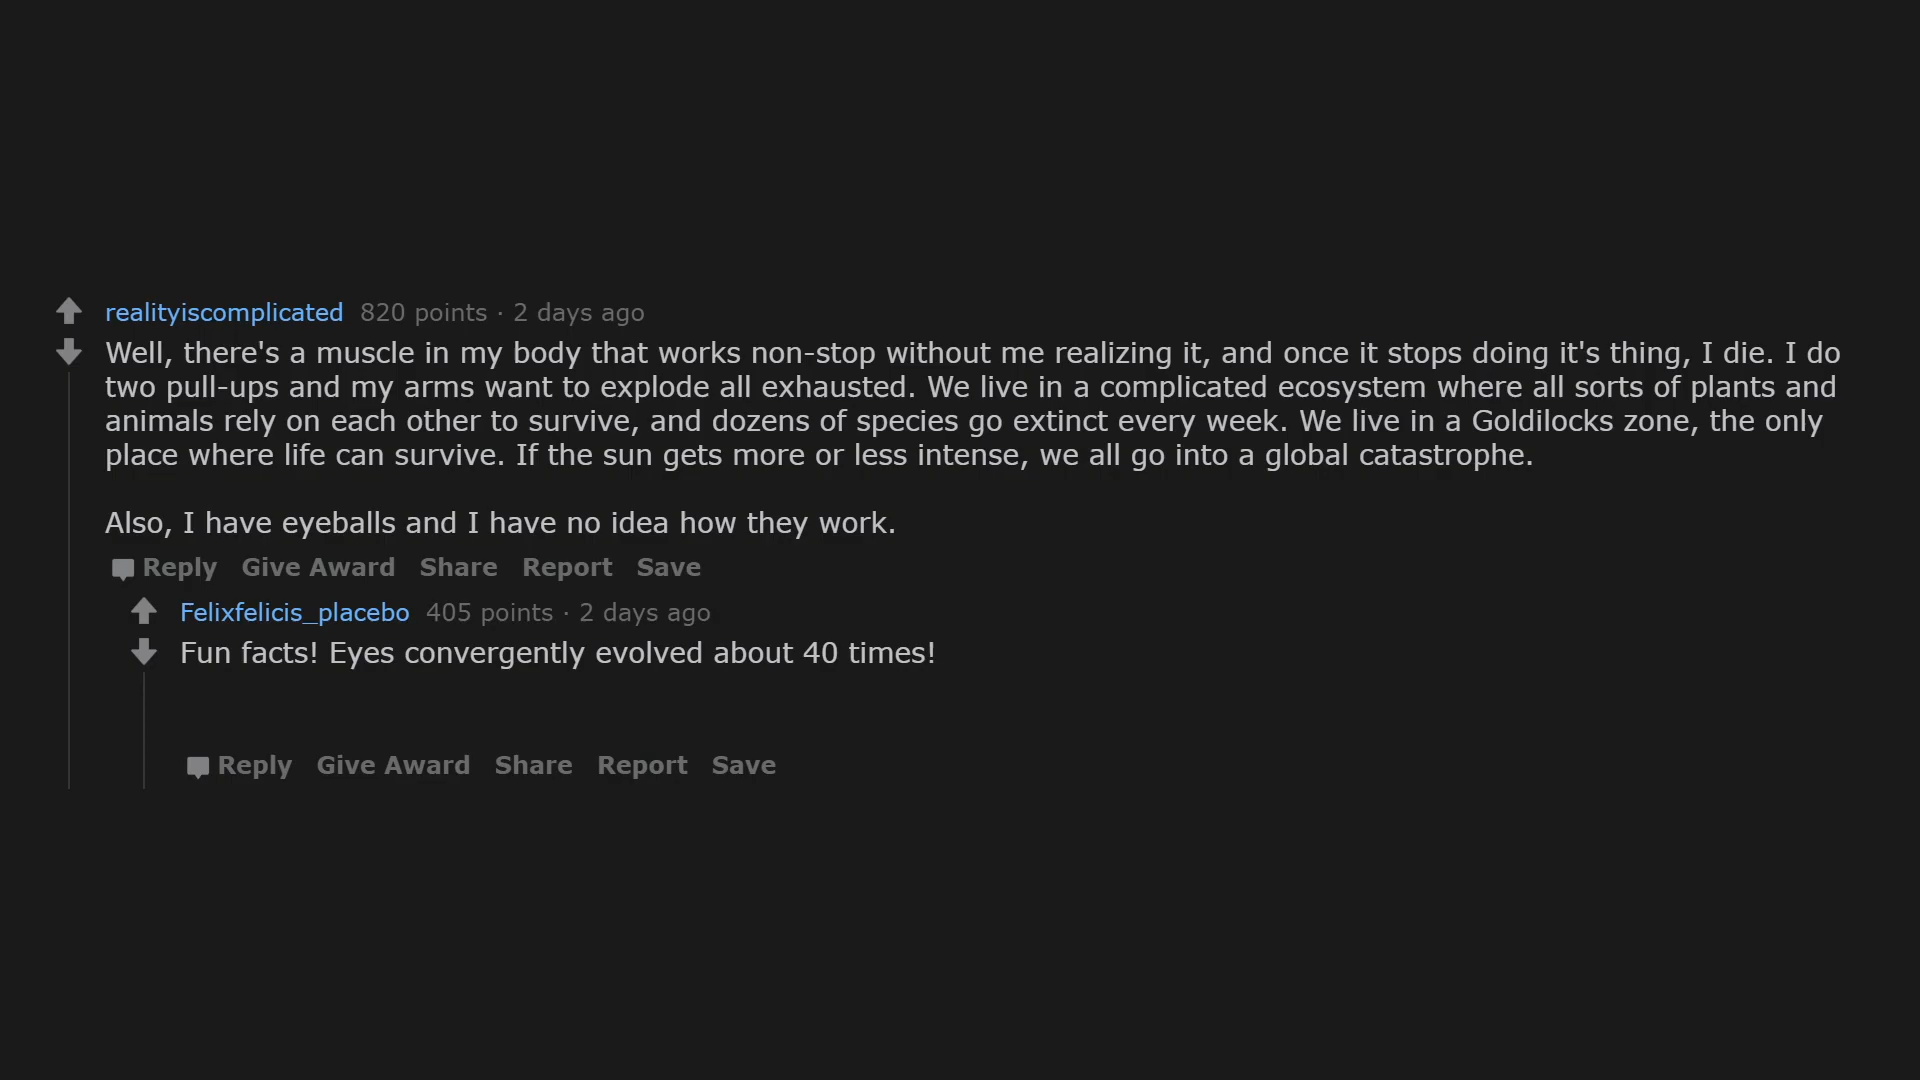 realityiscomplicated 820 points · 2 days ago
Well, there's a muscle in my body that works non-stop without me realizing it, and once it stops doing it's thing, I die. I do
two pull-ups and my arms want to explode all exhausted. We live in a complicated ecosystem where all sorts of plants and
animals rely on each other to survive, and dozens of species go extinct every week. We live in a Goldilocks zone, the only
place where life can survive. If the sun gets more or less intense, we all go into a global catastrophe.
Also, I have eyeballs and I have no idea how they work.
Reply Give Award Share Report Save
Felixfelicis_placebo 405 points · 2 days ago
Fun facts! Eyes convergently evolved about 40 times!
Reply Give Award Share Report Save